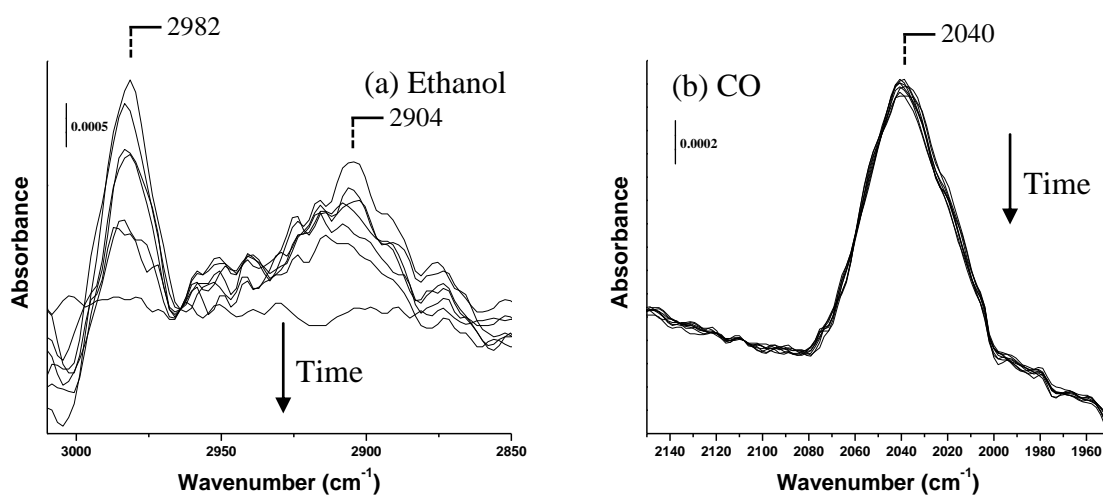 2982
(a) Ethanol
2904
0.0005
Time
Absorbance
3000 2950 2900 2850
Wavenumber (cm-1)
2040
(b) CO
0.0002
Time
Absorbance
2140 2120 2100 2080 2060 2040 2020 2000 1980 1960
Wavenumber (cm-1)